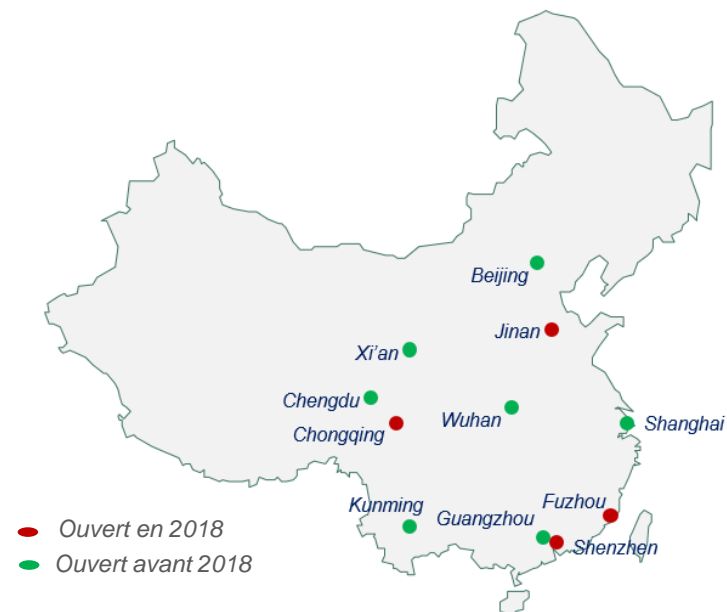 Beijing
Jinan
Xi’an
Chengdu
Chongqing
Wuhan
Shanghai
Kunming
Guangzhou
Fuzhou
Shenzhen
Ouvert en 2018
Ouvert avant 2018